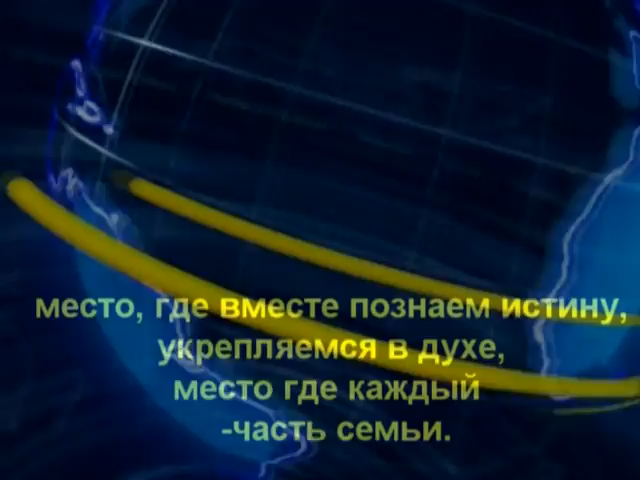 место, где вместе познаем истину,
укрепляемся в духе,
место где каждый
-часть семьи.